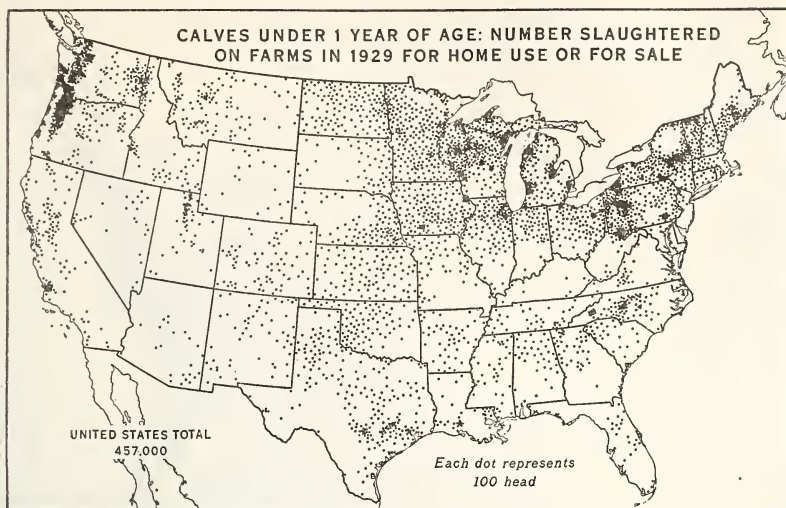 CALVES UNDER 1 YEAR OF AGE: NUMBER SLAUGHTERED
ON FARMS IN 1929 FOR HOME USE OR FOR SALE
UNITED STATES TOTAL
457,000
Each dot represents
100 head